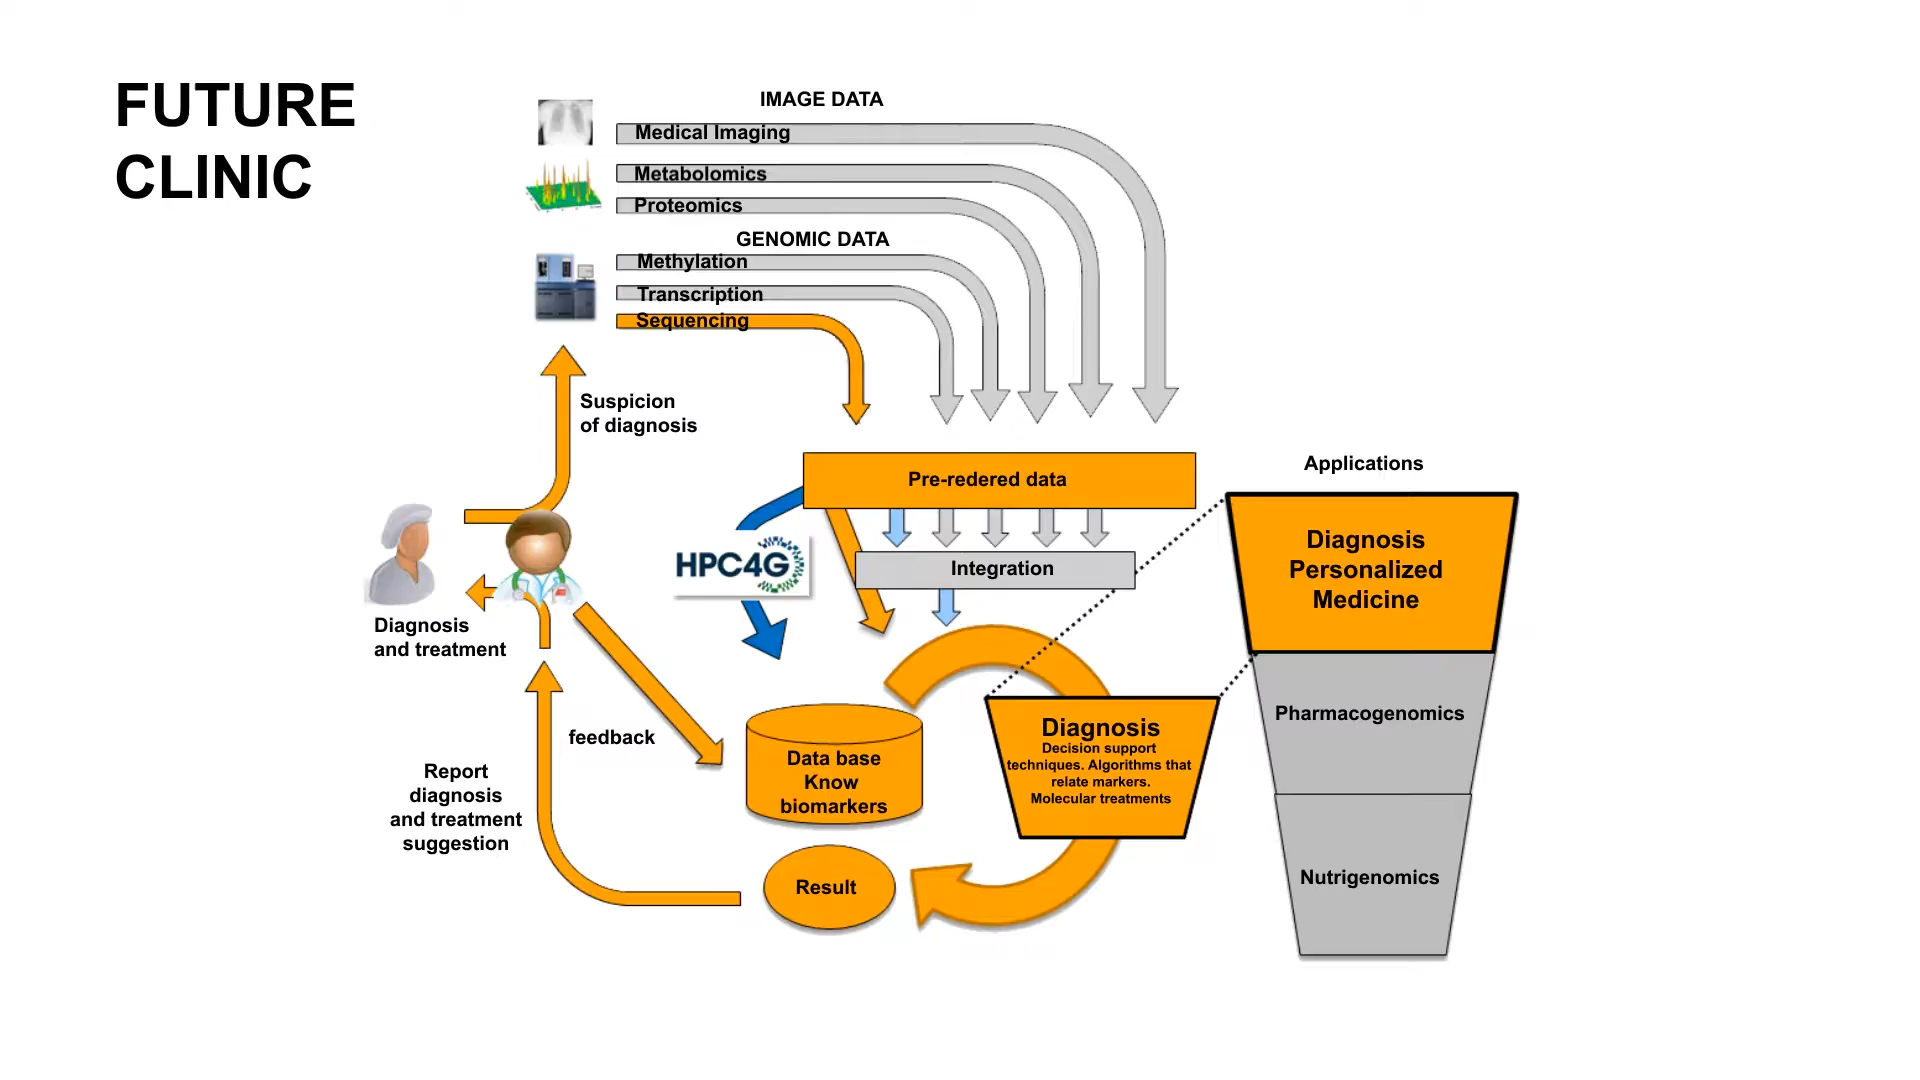 FUTURE
CLINIC
IMAGE DATA
Medical Imaging
Metabolomics
Proteomics
GENOMIC DATA
Methylation
Transcription
Sequencing
Suspicion
of diagnosis
Pre-redered data
Applications
HPC4G
Integration
Diagnosis
Personalized
Medicine
Diagnosis
and treatment
Pharmacogenomics
feedback
Diagnosis
Decision support
techniques. Algorithms that
relate markers.
Molecular treatments
Data base
Know
biomarkers
Report
diagnosis
and treatment
suggestion
Result
Nutrigenomics